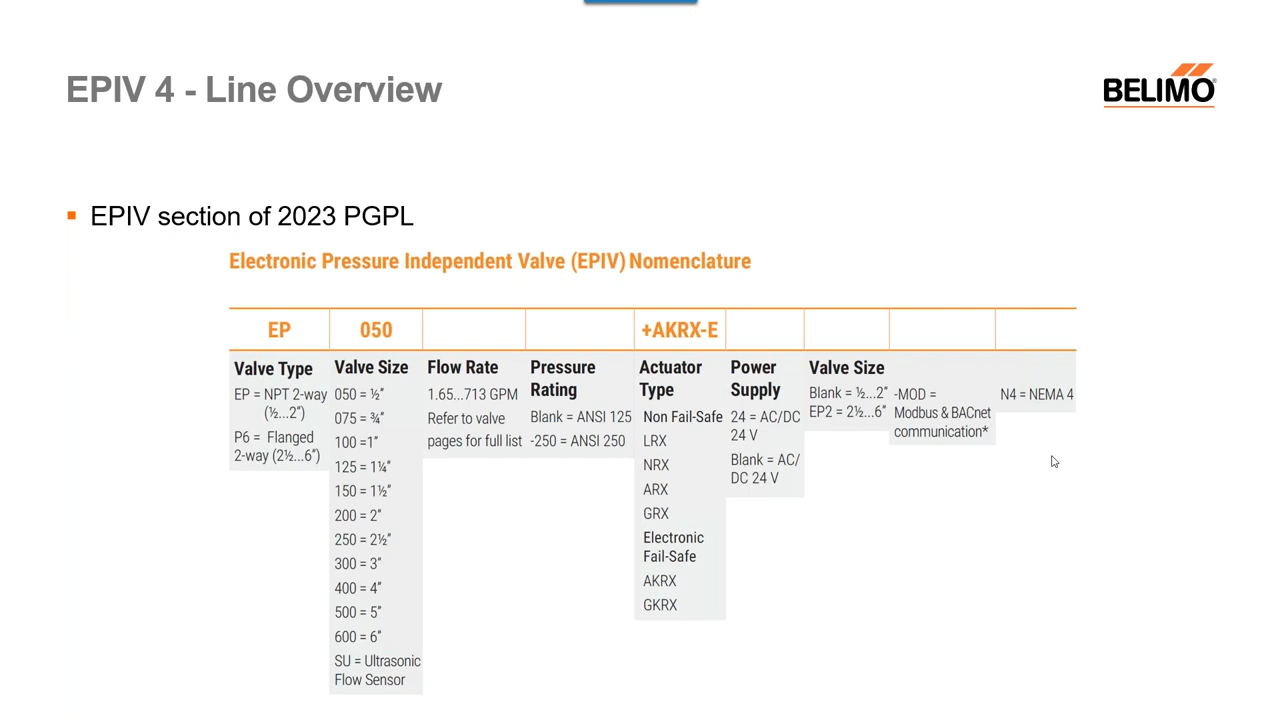 EPIV 4 - Line Overview
BELIMO
EPIV section of 2023 PGPL
Electronic Pressure Independent Valve (EPIV) Nomenclature
EP
050
+AKRX-E
Valve Type
EP = NPT 2-way
(½...2”)
P6 = Flanged
2-way (2½...6”)
Valve Size
050 = ½”
075 = ¾”
100 =1”
125 = 1¼”
150 = 1½”
200 = 2”
250 = 2½”
300 = 3”
400 = 4”
500 = 5”
600 = 6”
SU = Ultrasonic
Flow Sensor
Flow Rate
1.65...713 GPM
Refer to valve
pages for full list
Pressure
Rating
Blank = ANSI 125
-250 = ANSI 250
Actuator
Type
Non Fail-Safe
LRX
NRX
ARX
GRX
Electronic
Fail-Safe
AKRX
GKRX
Power
Supply
24 = AC/DC
24 V
Blank = AC/
DC 24 V
Valve Size
Blank = ½...2”
EP2 = 2½...6”
-MOD =
Modbus & BACnet
communication*
N4 = NEMA 4